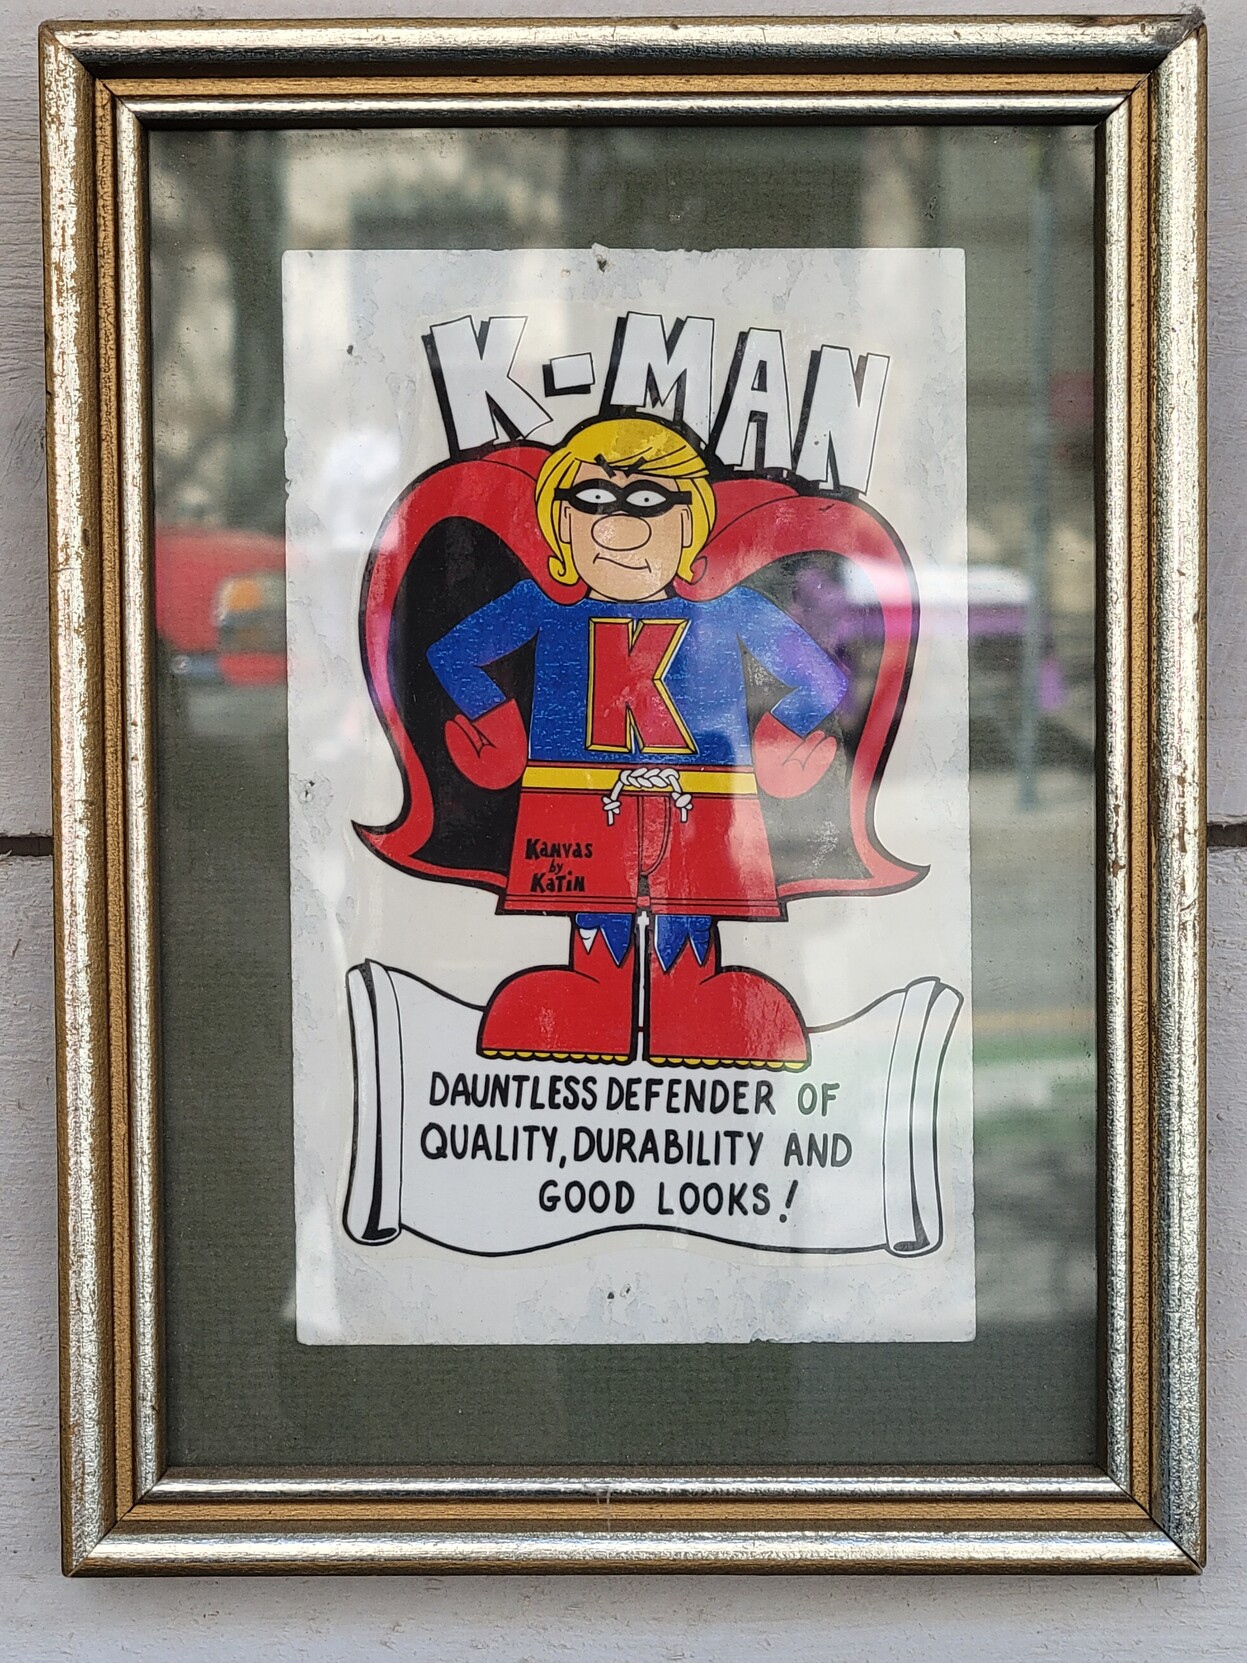 K-MAN
K
KANVAS
by
KATIN
DAUNTLESS DEFENDER OF
QUALITY, DURABILITY AND
GOOD LOOKS!